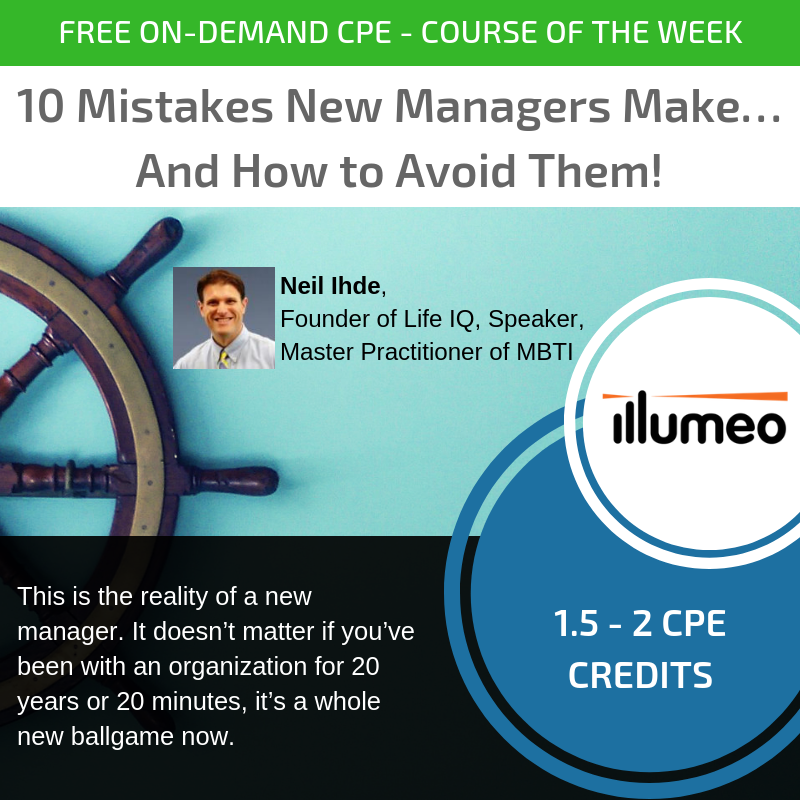 FREE ON-DEMAND CPE - COURSE OF THE WEEK
10 Mistakes New Managers Make...
And How to Avoid Them!
Neil Ihde,
Founder of Life IQ, Speaker,
Master Practitioner of MBTI
illumeo
1.5 - 2 CPE
CREDITS
This is the reality of a new
manager. It doesn’t matter if you’ve
been with an organization for 20
years or 20 minutes, it’s a whole
new ballgame now.